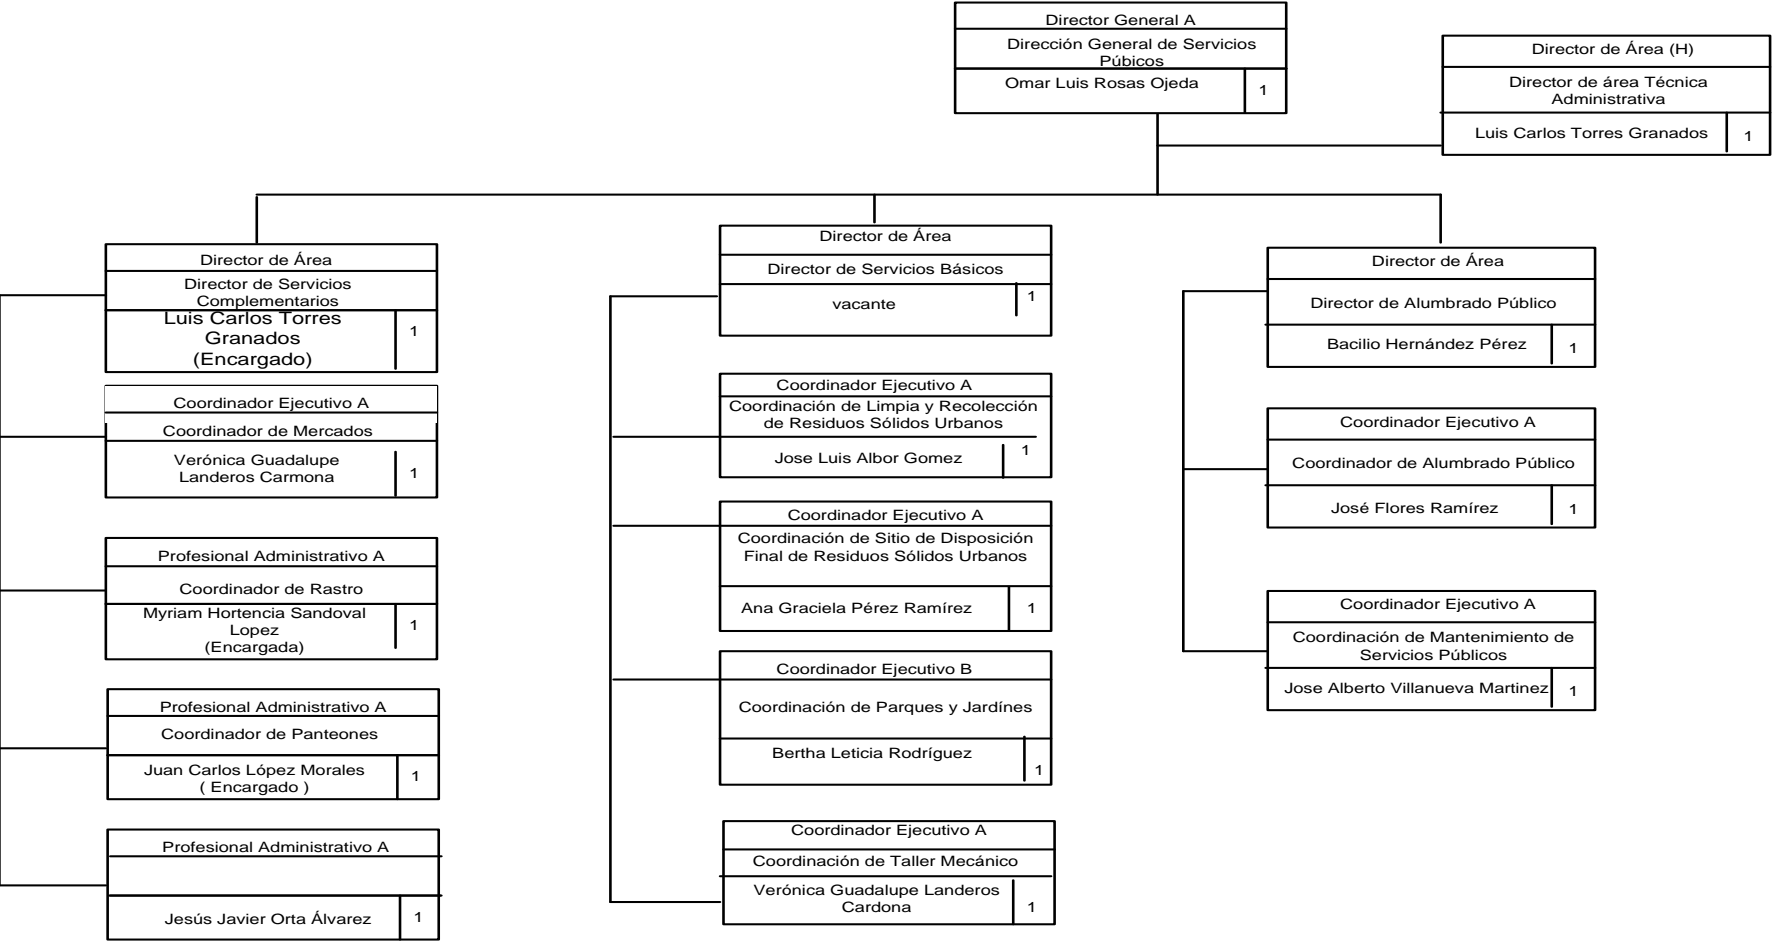 Director General A
Dirección General de Servicios
Púbicos
Omar Luis Rosas Ojeda
1
Director de Área (H)
Director de área Técnica
Administrativa
Luis Carlos Torres Granados
1
Director de Área
Director de Servicios
Complementarios
Luis Carlos Torres
Granados
(Encargado)
1
Coordinador Ejecutivo A
Coordinador de Mercados
Verónica Guadalupe
Landeros Carmona
1
Profesional Administrativo A
Coordinador de Rastro
Myriam Hortencia Sandoval
Lopez
(Encargada)
1
Profesional Administrativo A
Coordinador de Panteones
Juan Carlos López Morales
( Encargado )
1
Profesional Administrativo A
Jesús Javier Orta Álvarez
1
Director de Área
Director de Servicios Básicos
vacante
1
Coordinador Ejecutivo A
Coordinación de Limpia y Recolección
de Residuos Sólidos Urbanos
Jose Luis Albor Gomez
1
Coordinador Ejecutivo A
Coordinación de Sitio de Disposición
Final de Residuos Sólidos Urbanos
Ana Graciela Pérez Ramírez
1
Coordinador Ejecutivo B
Coordinación de Parques y Jardínes
Bertha Leticia Rodríguez
1
Coordinador Ejecutivo A
Coordinación de Taller Mecánico
Verónica Guadalupe Landeros
Cardona
1
Director de Área
Director de Alumbrado Público
Bacilio Hernández Pérez
1
Coordinador Ejecutivo A
Coordinador de Alumbrado Público
José Flores Ramírez
1
Coordinador Ejecutivo A
Coordinación de Mantenimiento de
Servicios Públicos
Jose Alberto Villanueva Martinez
1